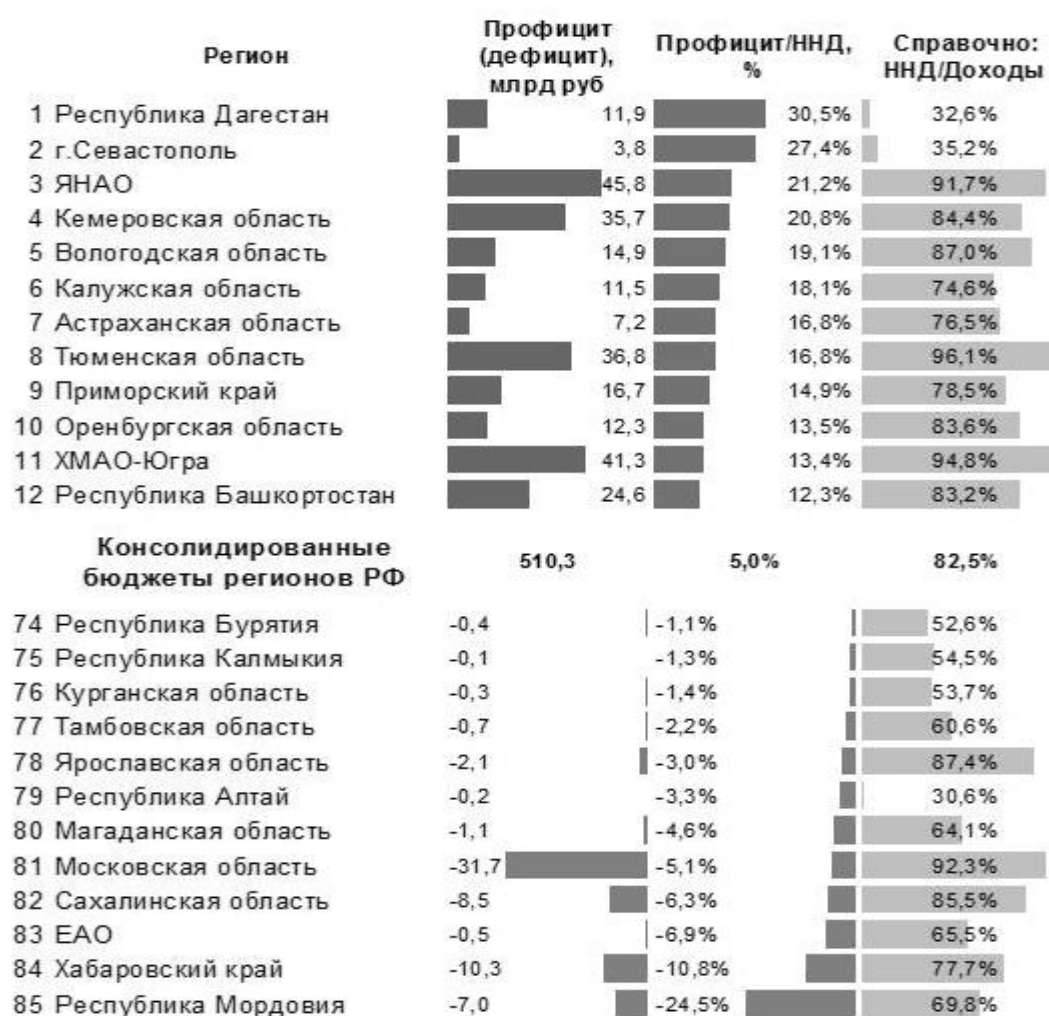 Регион Профицит (дефицит), млрд руб Профицит/ННД, % Справочно: ННД/Доходы
1 Республика Дагестан 11,9 30,5% 32,6%
2 г.Севастополь 3,8 27,4% 35,2%
3 ЯНАО 45,8 21,2% 91,7%
4 Кемеровская область 35,7 20,8% 84,4%
5 Вологодская область 14,9 19,1% 87,0%
6 Калужская область 11,5 18,1% 74,6%
7 Астраханская область 7,2 16,8% 76,5%
8 Тюменская область 36,8 16,8% 96,1%
9 Приморский край 16,7 14,9% 78,5%
10 Оренбургская область 12,3 13,5% 83,6%
11 ХМАО-Югра 41,3 13,4% 94,8%
12 Республика Башкортостан 24,6 12,3% 83,2%
Консолидированные бюджеты регионов РФ 510,3 5,0% 82,5%
74 Республика Бурятия -0,4 -1,1% 52,6%
75 Республика Калмыкия -0,1 -1,3% 54,5%
76 Курганская область -0,3 -1,4% 53,7%
77 Тамбовская область -0,7 -2,2% 60,6%
78 Ярославская область -2,1 -3,0% 87,4%
79 Республика Алтай -0,2 -3,3% 30,6%
80 Магаданская область -1,1 -4,6% 64,1%
81 Московская область -31,7 -5,1% 92,3%
82 Сахалинская область -8,5 -6,3% 85,5%
83 ЕАО -0,5 -6,9% 65,5%
84 Хабаровский край -10,3 -10,8% 77,7%
85 Республика Мордовия -7,0 -24,5% 69,8%